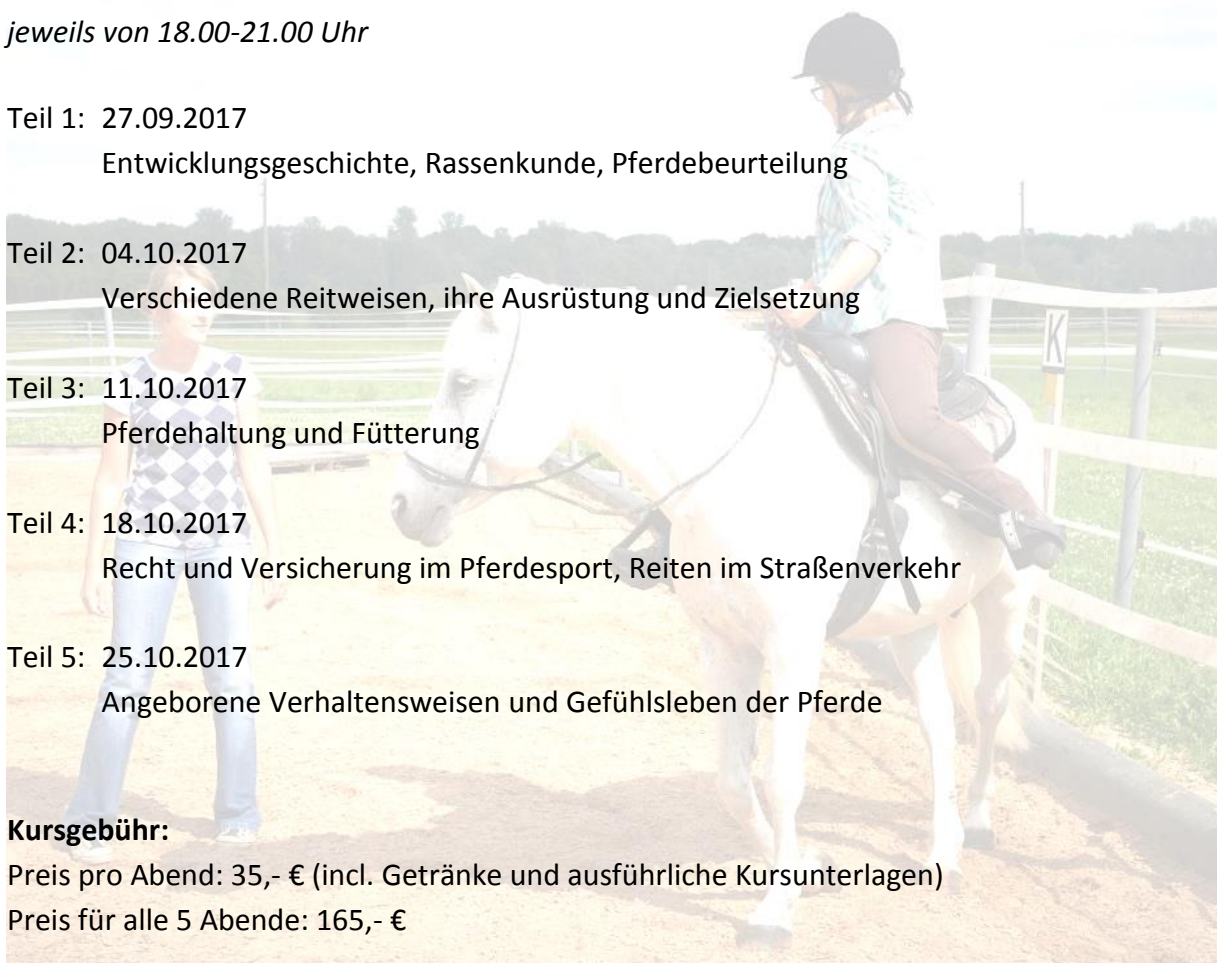 jeweils von 18.00-21.00 Uhr
Teil 1: 27.09.2017
Entwicklungsgeschichte, Rassenkunde, Pferdebeurteilung
Teil 2: 04.10.2017
Verschiedene Reitweisen, ihre Ausrüstung und Zielsetzung
Teil 3: 11.10.2017
Pferdehaltung und Fütterung
Teil 4: 18.10.2017
Recht und Versicherung im Pferdesport, Reiten im Straßenverkehr
Teil 5: 25.10.2017
Angeborene Verhaltensweisen und Gefühlsleben der Pferde
Kursgebühr:
Preis pro Abend: 35,- € (incl. Getränke und ausführliche Kursunterlagen)
Preis für alle 5 Abende: 165,- €
K